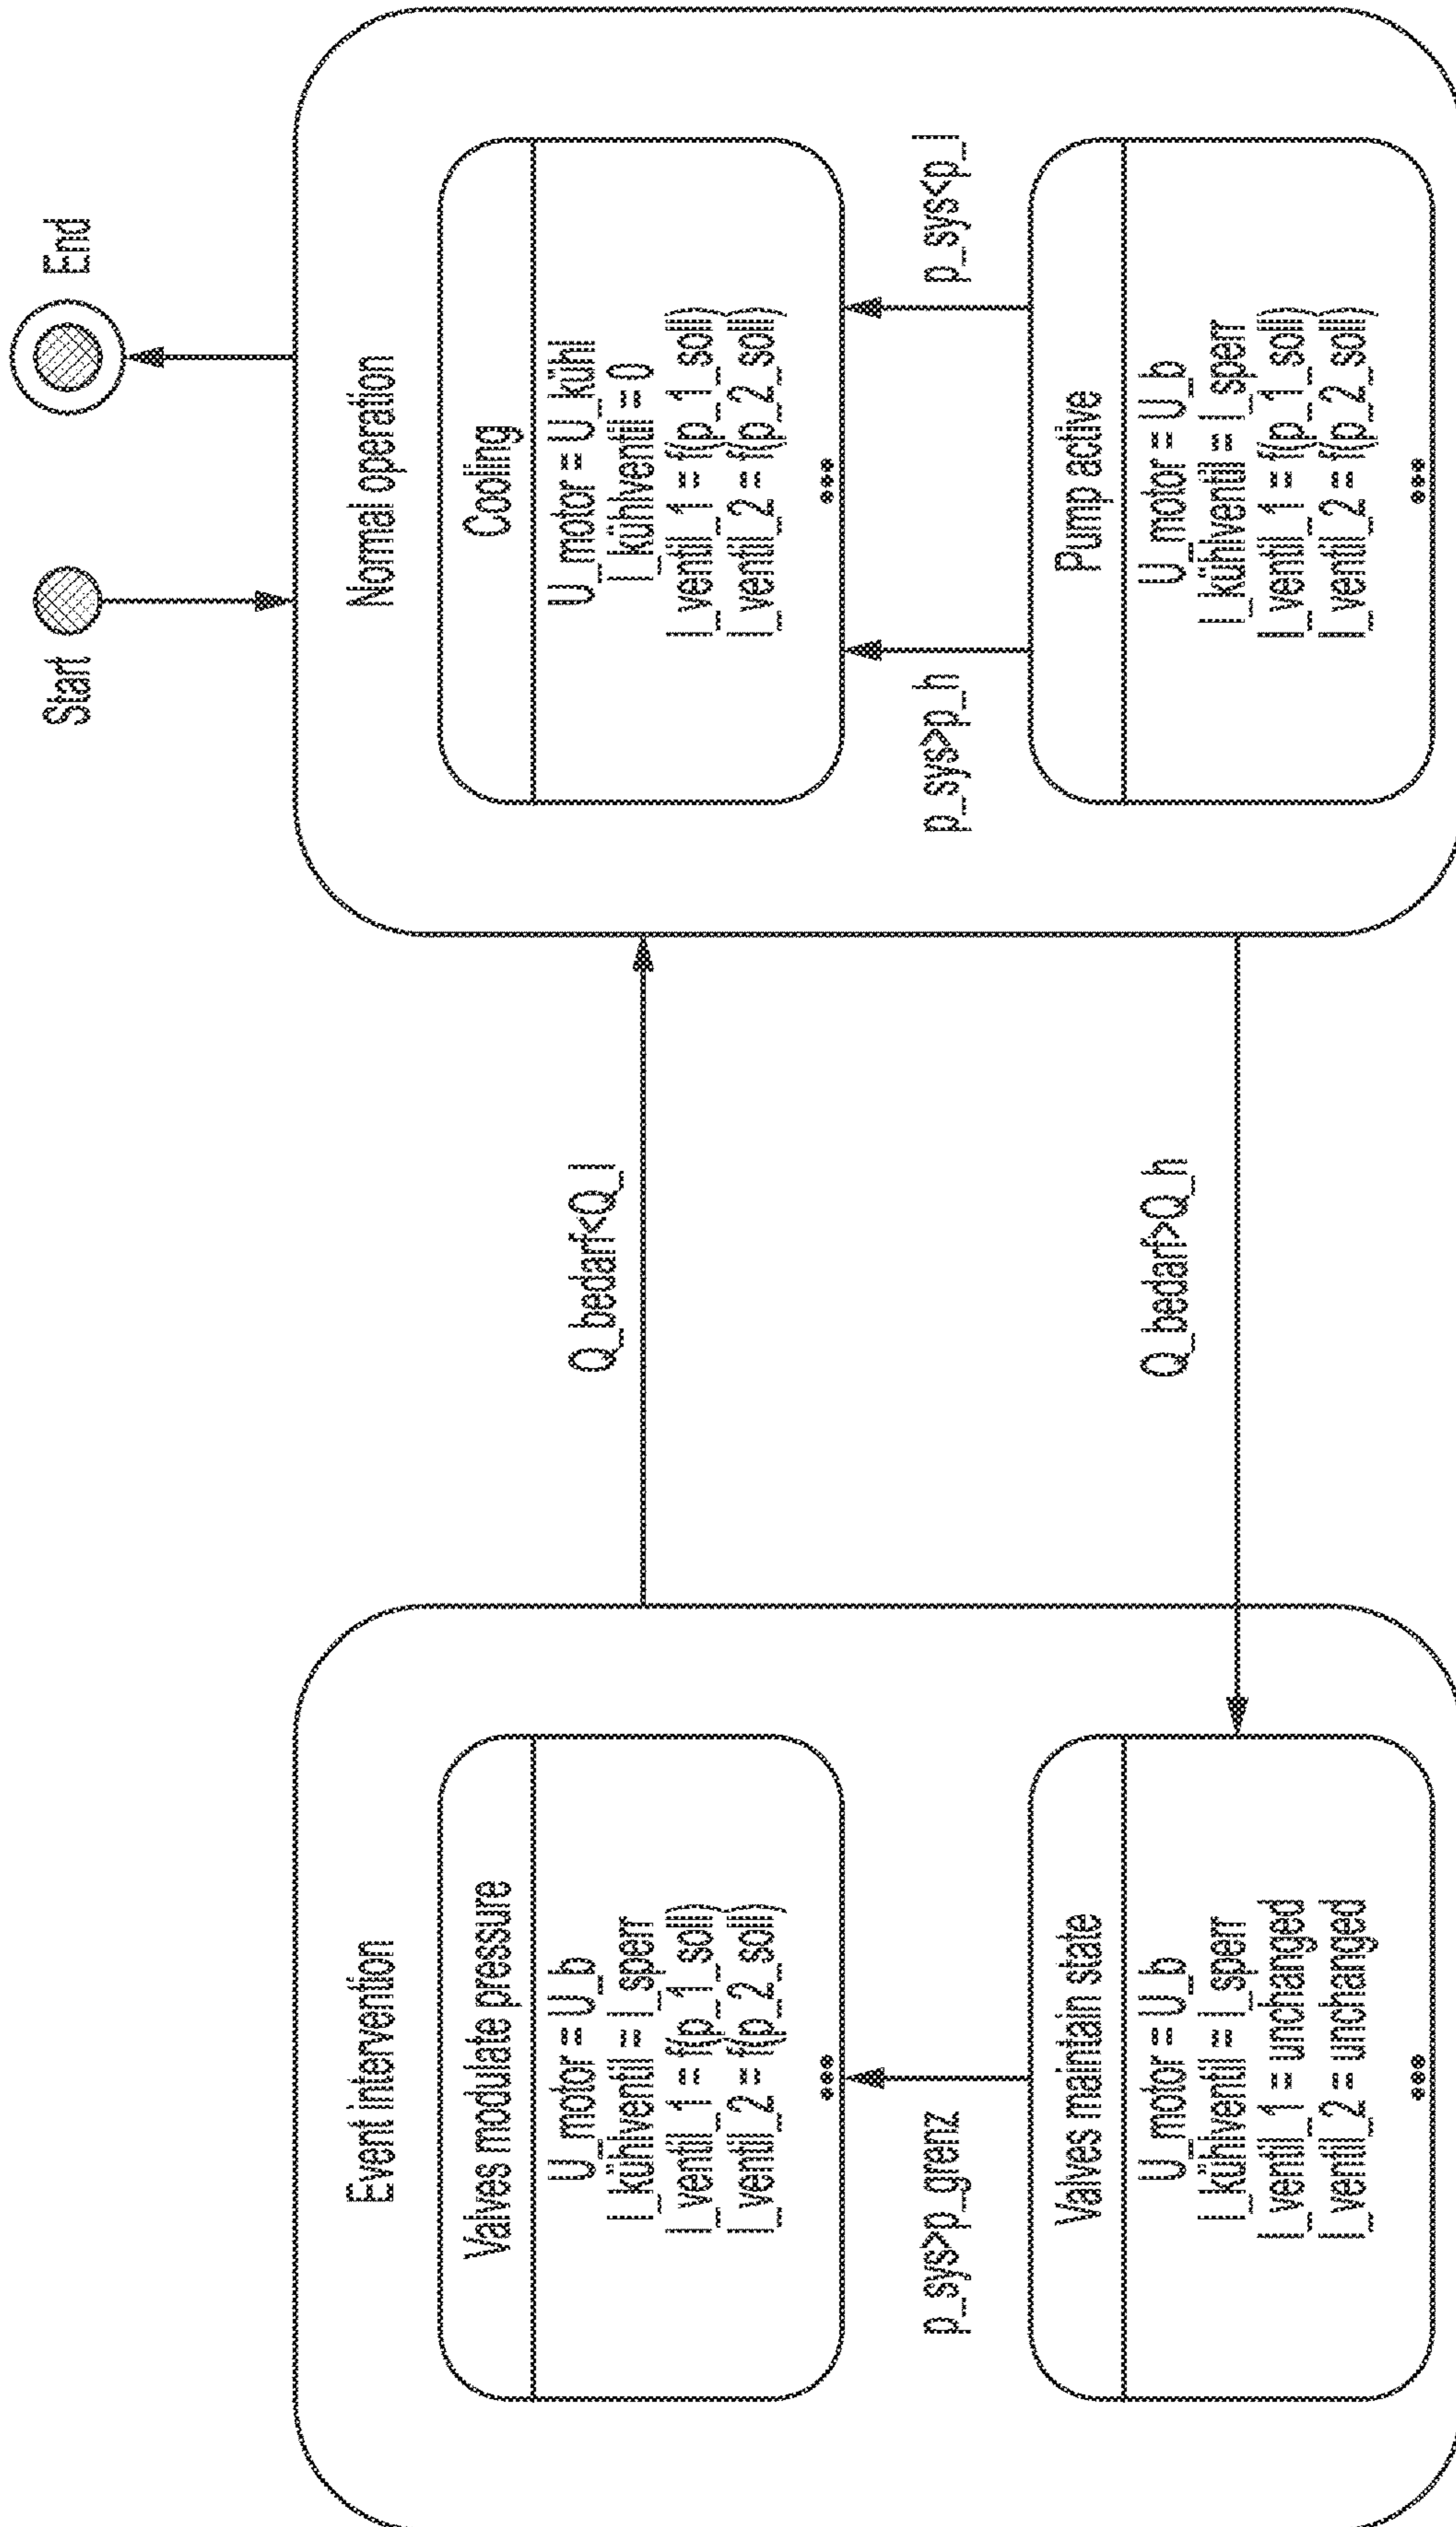 Start
End
Event intervention
Valves modulate pressure
U_motor = U_b
I_kühlventil = I_sperr
I_ventil_1 = f(p_1_soll)
I_ventil_2 = f(p_2_soll)
...
p_sys>p_grenz
Valves maintain state
U_motor = U_b
I_kühlventil = I_sperr
I_ventil_1 = unchanged
I_ventil_2 = unchanged
...
Q_bedarf<Q_l
Q_bedarf>Q_h
Normal operation
Cooling
U_motor = U_kühl
I_kühlventil = 0
I_ventil_1 = f(p_1_soll)
I_ventil_2 = f(p_2_soll)
...
p_sys>p_h
p_sys<p_l
Pump active
U_motor = U_b
I_kühlventil = I_sperr
I_ventil_1 = f(p_1_soll)
I_ventil_2 = f(p_2_soll)
...